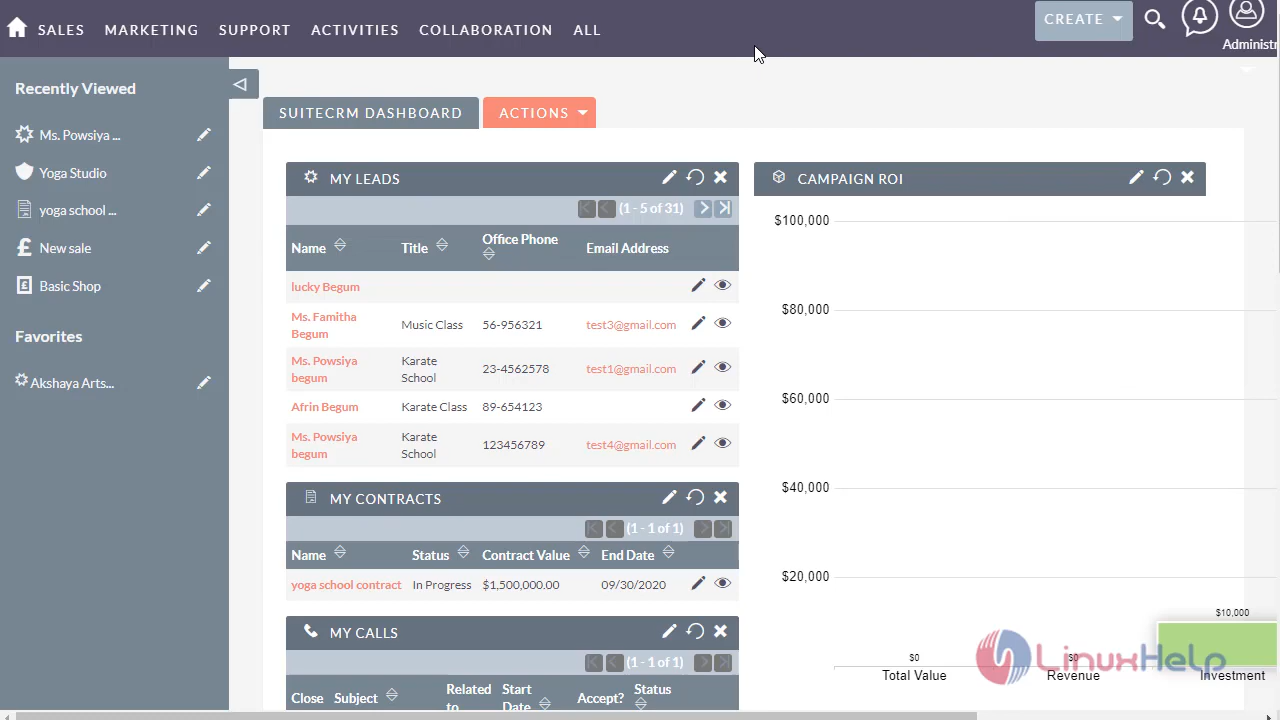 SALES MARKETING SUPPORT ACTIVITIES COLLABORATION ALL CREATE
Administr
Recently Viewed
Ms. Powsiya ...
Yoga Studio
yoga school ...
New sale
Basic Shop
Favorites
Akshaya Arts...
SUITECRM DASHBOARD ACTIONS
MY LEADS
(1 - 5 of 31)
Name Title Office Phone Email Address
lucky Begum
Ms. Famitha Begum Music Class 56-956321 test3@gmail.com
Ms. Powsiya begum Karate School 23-4562578 test1@gmail.com
Afrin Begum Karate Class 89-654123
Ms. Powsiya begum Karate School 123456789 test4@gmail.com
MY CONTRACTS
(1 - 1 of 1)
Name Status Contract Value End Date
yoga school contract In Progress $1,500,000.00 09/30/2020
MY CALLS
(1 - 1 of 1)
Close Subject Related to Start Date Accept? Status
CAMPAIGN ROI
$100,000
$80,000
$60,000
$40,000
$20,000
$10,000
$0 $0
Total Value Revenue Investment
LinuxHelp